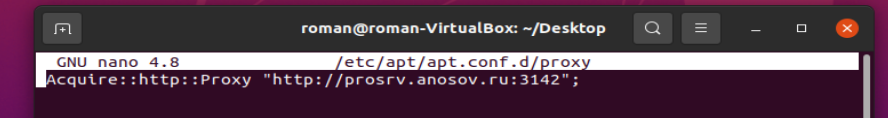 roman@roman-VirtualBox: ~/Desktop
GNU nano 4.8 /etc/apt/apt.conf.d/proxy
Acquire::http::Proxy "http://prosrv.anosov.ru:3142";